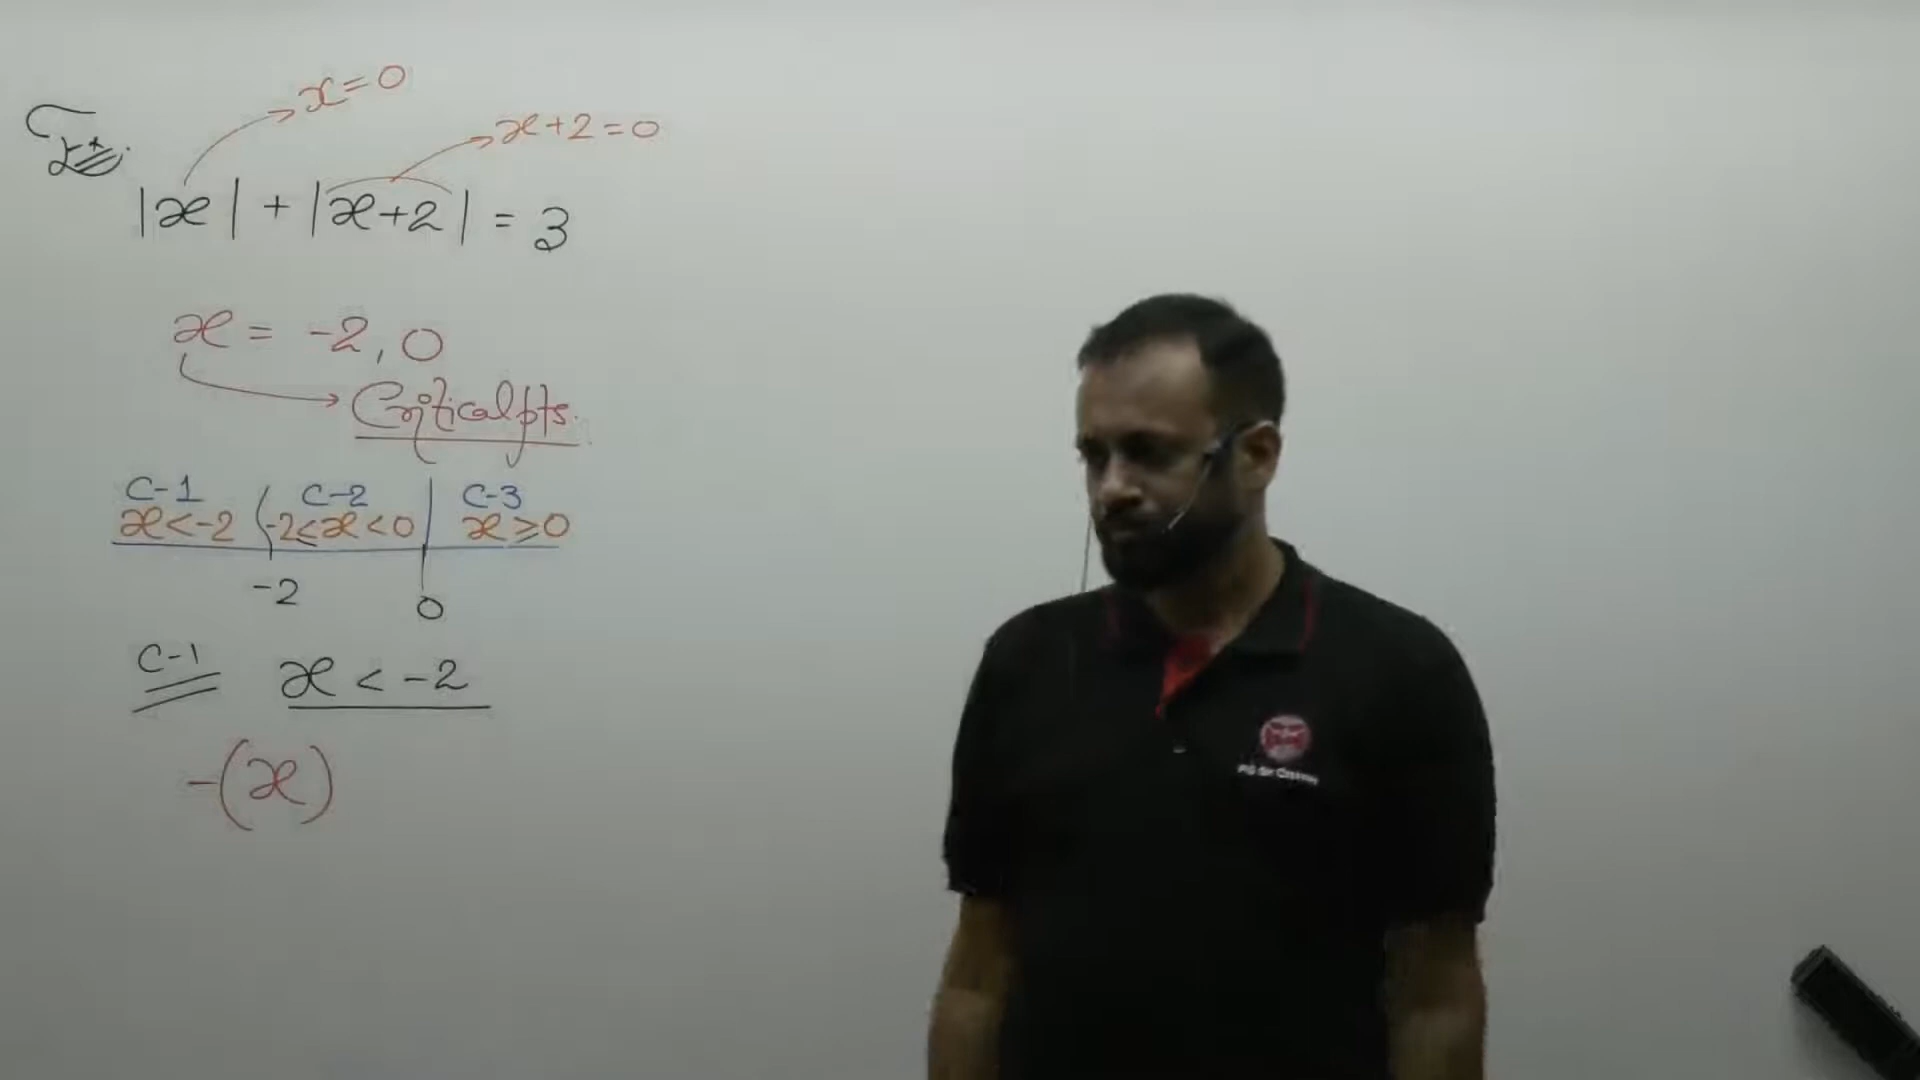 x=0
x+2=0
Ex.
|x| + |x+2| = 3
x = -2, 0
Critical pts.
C-1 C-2 C-3
x<-2 -2≤x<0 x≥0
-2 0
C-1 x < -2
-(x)